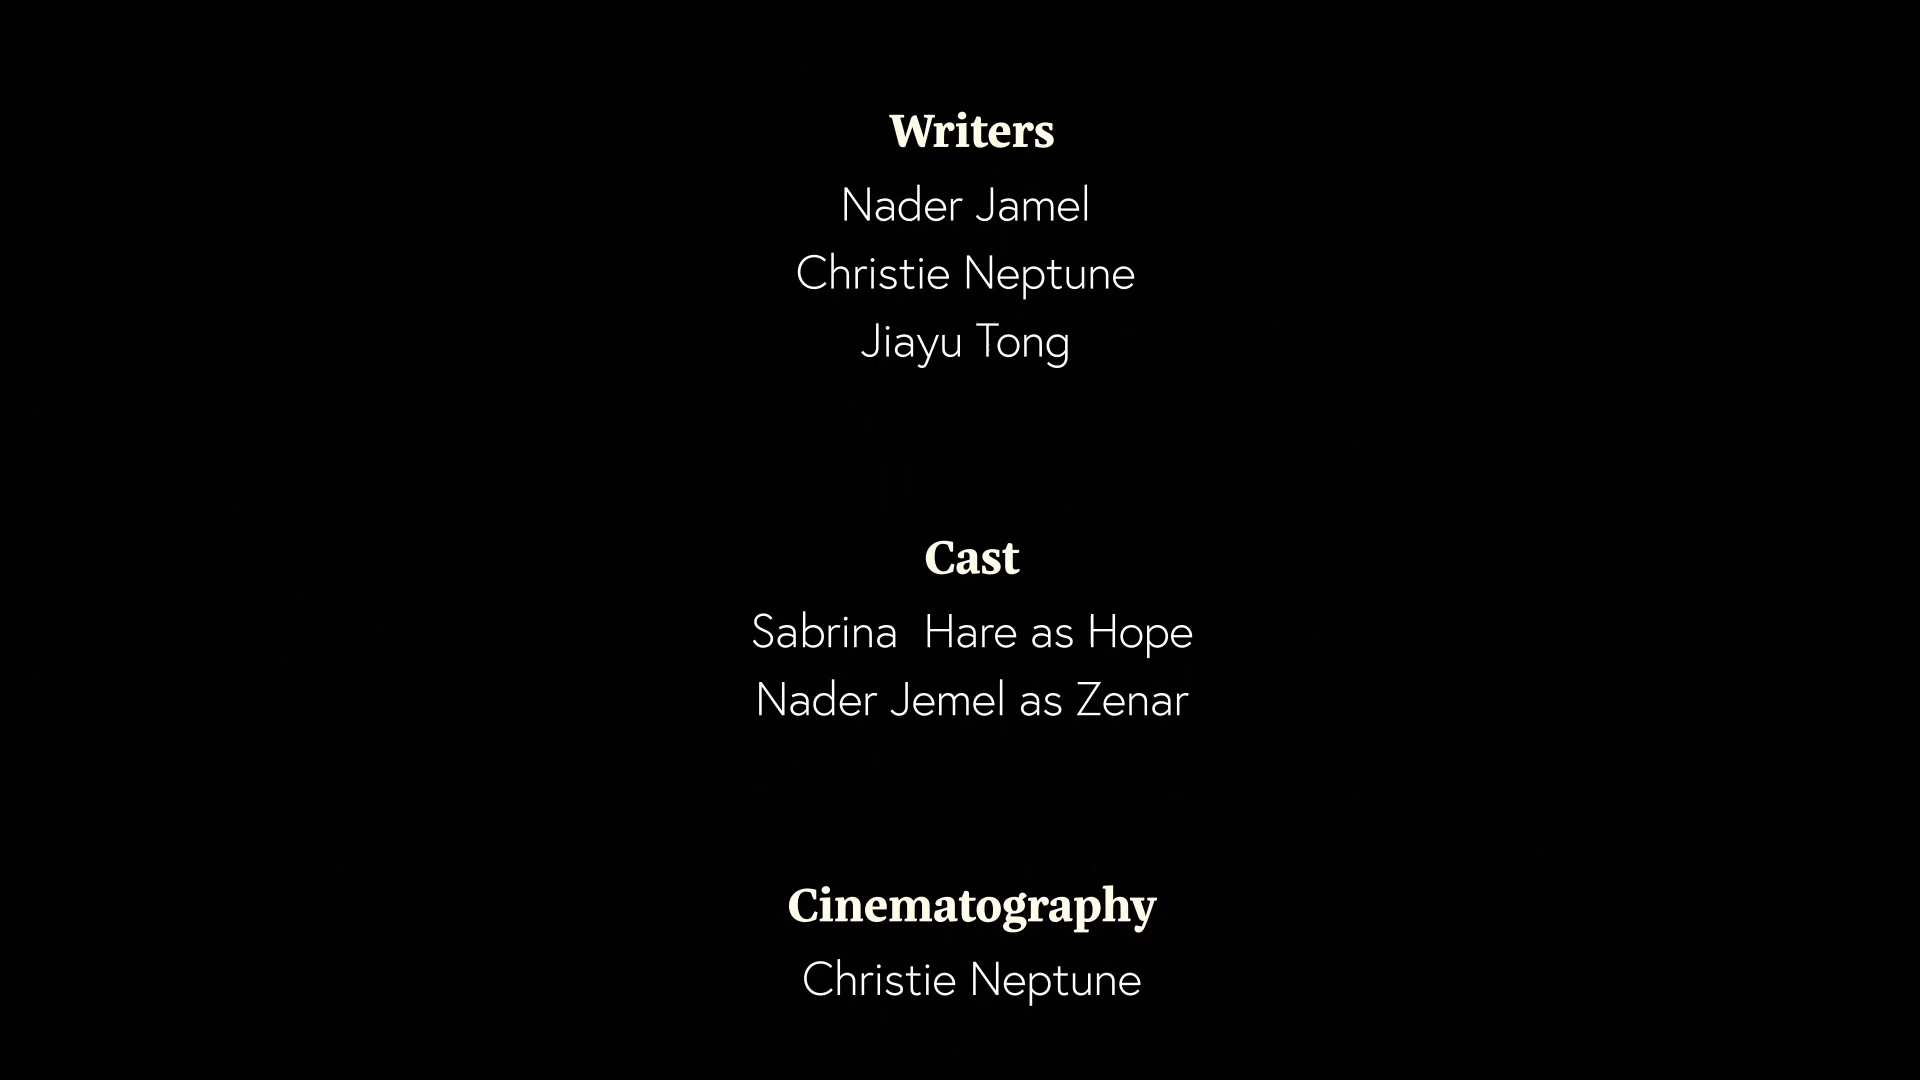 Writers
Nader Jamel
Christie Neptune
Jiayu Tong
Cast
Sabrina  Hare as Hope
Nader Jemel as Zenar
Cinematography
Christie Neptune